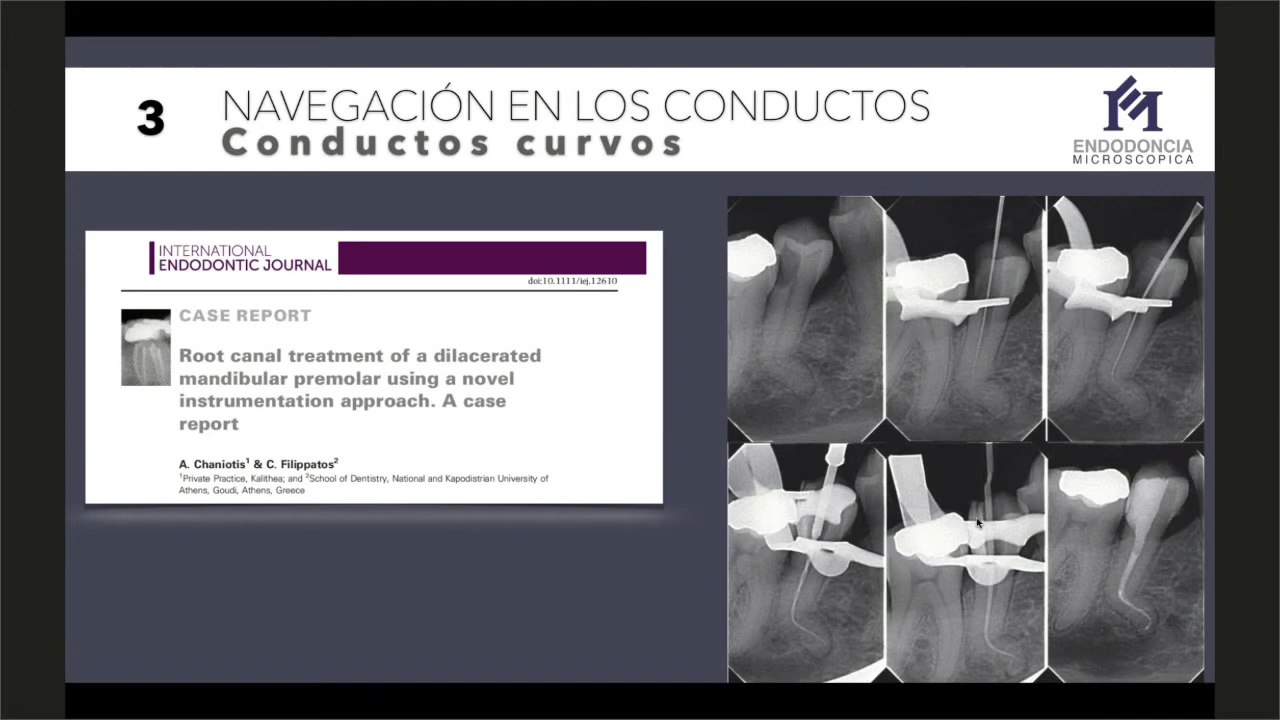 3
NAVEGACIÓN EN LOS CONDUCTOS
Conductos curvos
ENDODONCIA
MICROSCOPICA
INTERNATIONAL
ENDODONTIC JOURNAL
doi:10.1111/iej.12610
CASE REPORT
Root canal treatment of a dilacerated
mandibular premolar using a novel
instrumentation approach. A case
report
A. Chaniotis1 & C. Filippatos2
1Private Practice, Kalithea; and 2School of Dentistry, National and Kapodistrian University of
Athens, Goudi, Athens, Greece